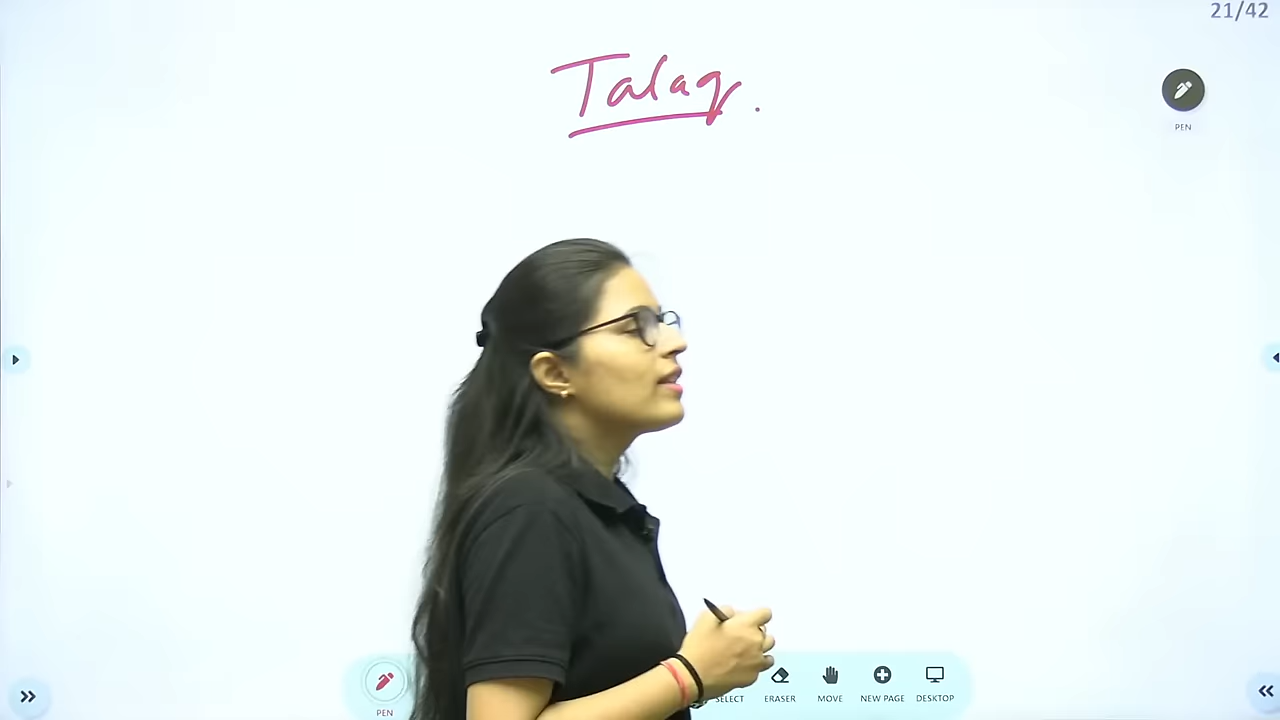 21/42
Talaq.
PEN
PEN
SELECT
ERASER
MOVE
NEW PAGE
DESKTOP